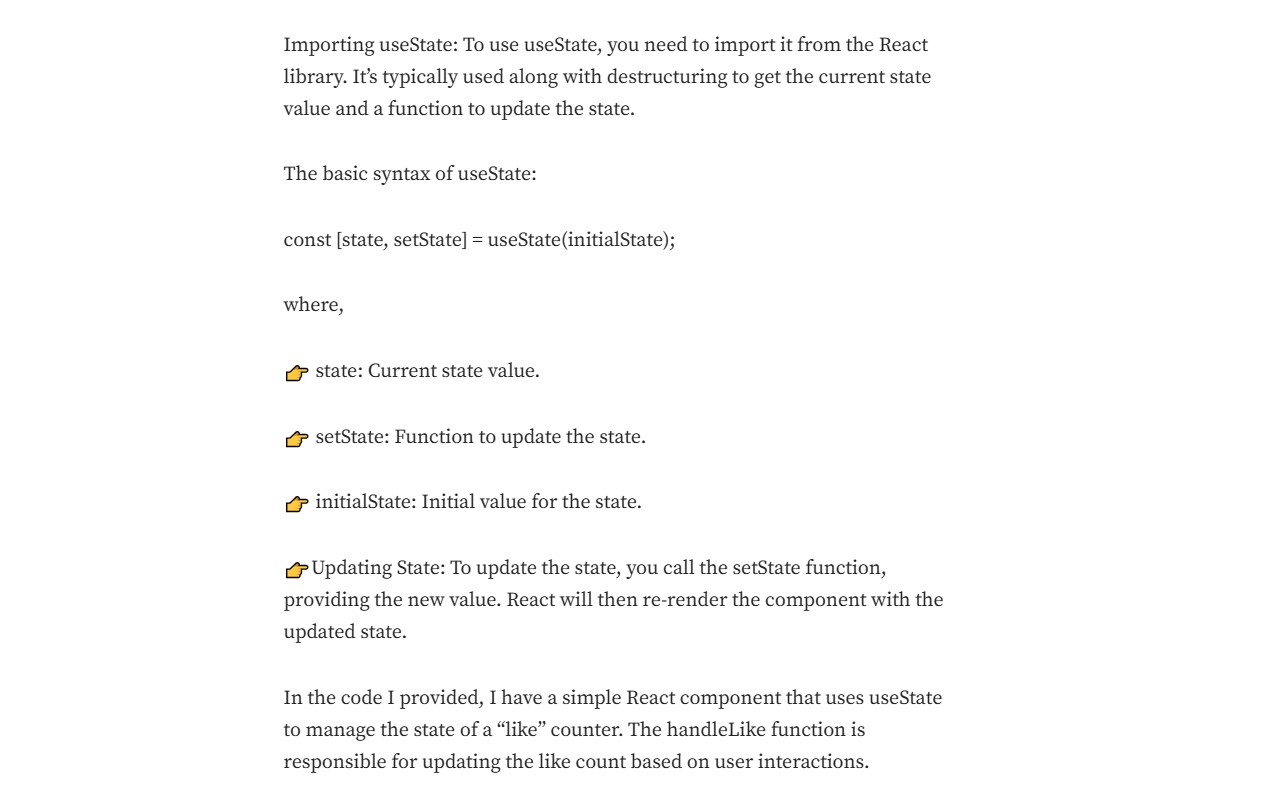 Importing useState: To use useState, you need to import it from the React
library. It’s typically used along with destructuring to get the current state
value and a function to update the state.
The basic syntax of useState:
const [state, setState] = useState(initialState);
where,
👉 state: Current state value.
👉 setState: Function to update the state.
👉 initialState: Initial value for the state.
👉Updating State: To update the state, you call the setState function,
providing the new value. React will then re-render the component with the
updated state.
In the code I provided, I have a simple React component that uses useState
to manage the state of a “like” counter. The handleLike function is
responsible for updating the like count based on user interactions.